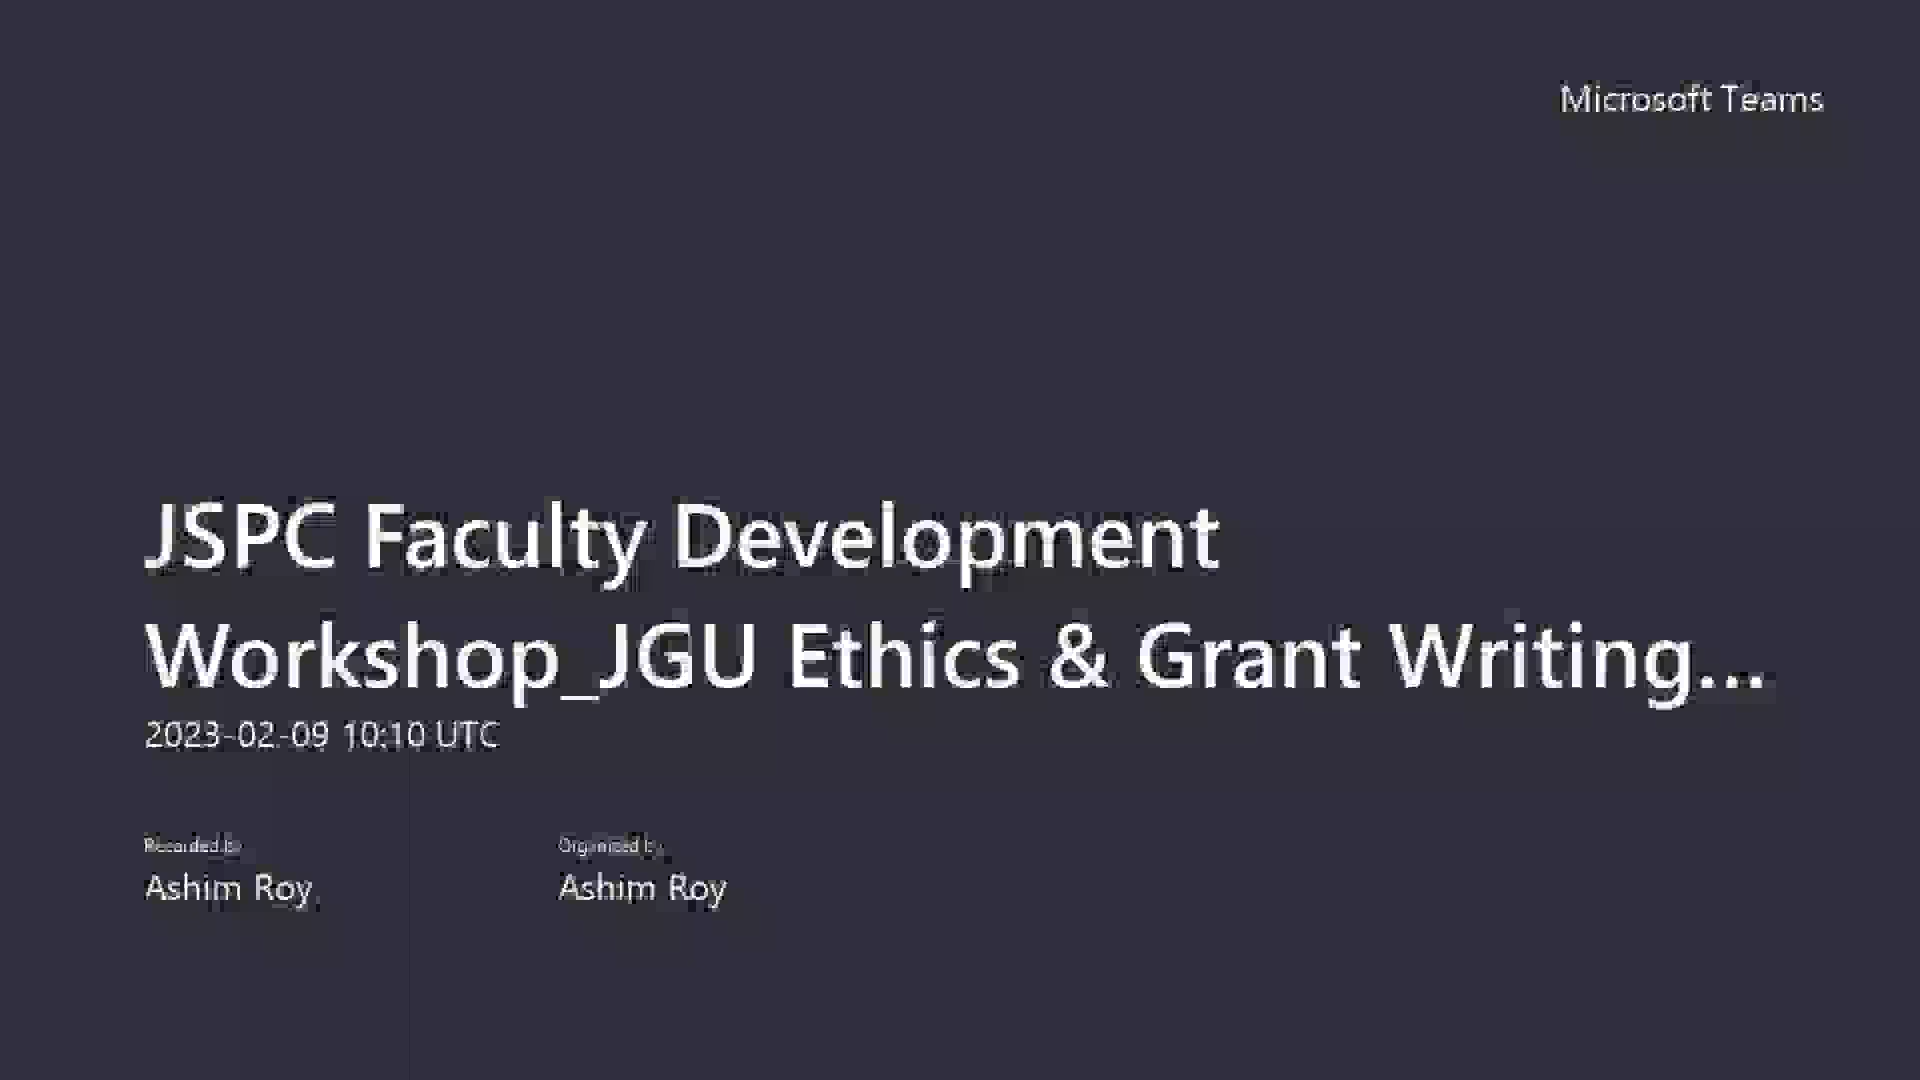 Microsoft Teams
JSPC Faculty Development
Workshop_JGU Ethics & Grant Writing...
2023-02-09 10:10 UTC
Recorded by
Organized by
Ashim Roy
Ashim Roy